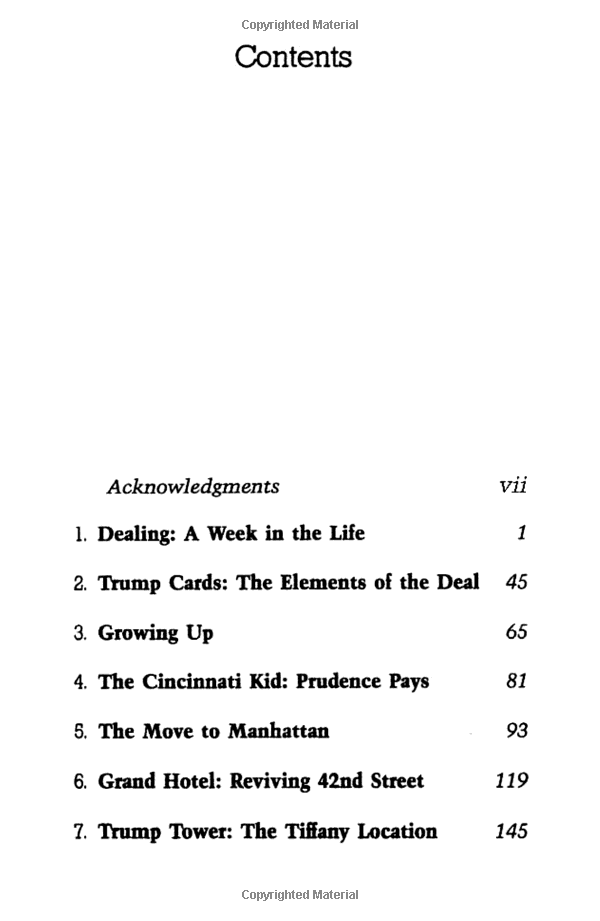 Copyrighted Material
Contents
Acknowledgments vii
1. Dealing: A Week in the Life 1
2. Trump Cards: The Elements of the Deal 45
3. Growing Up 65
4. The Cincinnati Kid: Prudence Pays 81
5. The Move to Manhattan 93
6. Grand Hotel: Reviving 42nd Street 119
7. Trump Tower: The Tiffany Location 145
Copyrighted Material